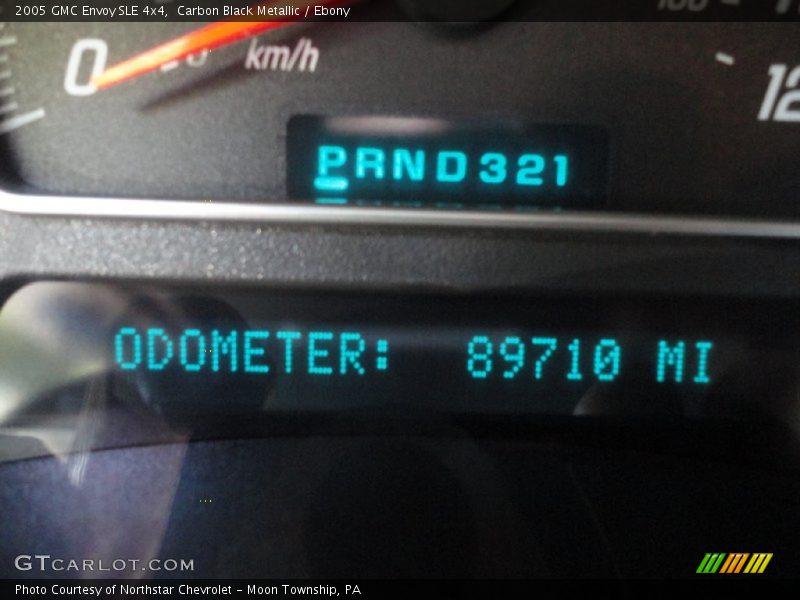 2005 GMC Envoy SLE 4x4,  Carbon Black Metallic / Ebony
0
km/h
12
PRND321
ODOMETER: 89710 MI
GTCARLOT.COM
Photo Courtesy of Northstar Chevrolet - Moon Township, PA